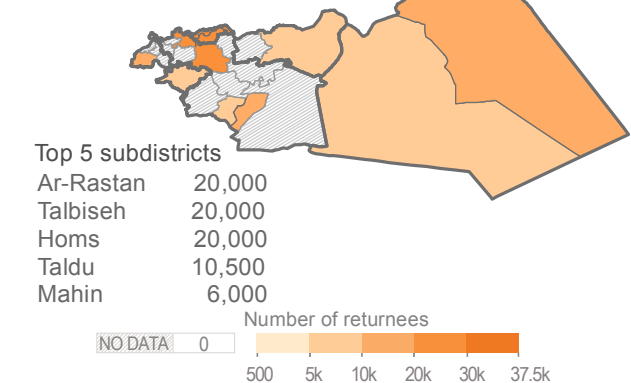 Top 5 subdistricts
Ar-Rastan 20,000
Talbiseh 20,000
Homs 20,000
Taldu 10,500
Mahin 6,000
Number of returnees
NO DATA 0
500 5k 10k 20k 30k 37.5k